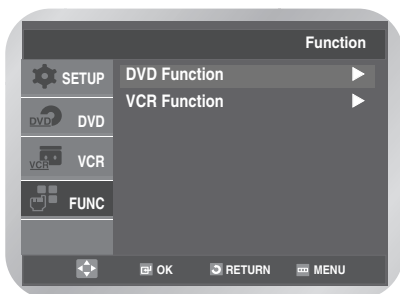 Function
SETUP
DVD Function ▶
VCR Function ▶
DVD DVD
VCR VCR
FUNC
OK RETURN MENU